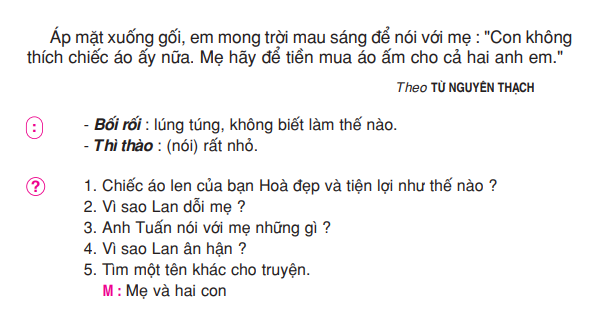 Áp mặt xuống gối, em mong trời mau sáng để nói với mẹ : "Con không
thích chiếc áo ấy nữa. Mẹ hãy để tiền mua áo ấm cho cả hai anh em."
Theo TỪ NGUYÊN THẠCH
:
- Bối rối : lúng túng, không biết làm thế nào.
- Thì thào : (nói) rất nhỏ.
?
1. Chiếc áo len của bạn Hoà đẹp và tiện lợi như thế nào ?
2. Vì sao Lan dỗi mẹ ?
3. Anh Tuấn nói với mẹ những gì ?
4. Vì sao Lan ân hận ?
5. Tìm một tên khác cho truyện.
M : Mẹ và hai con